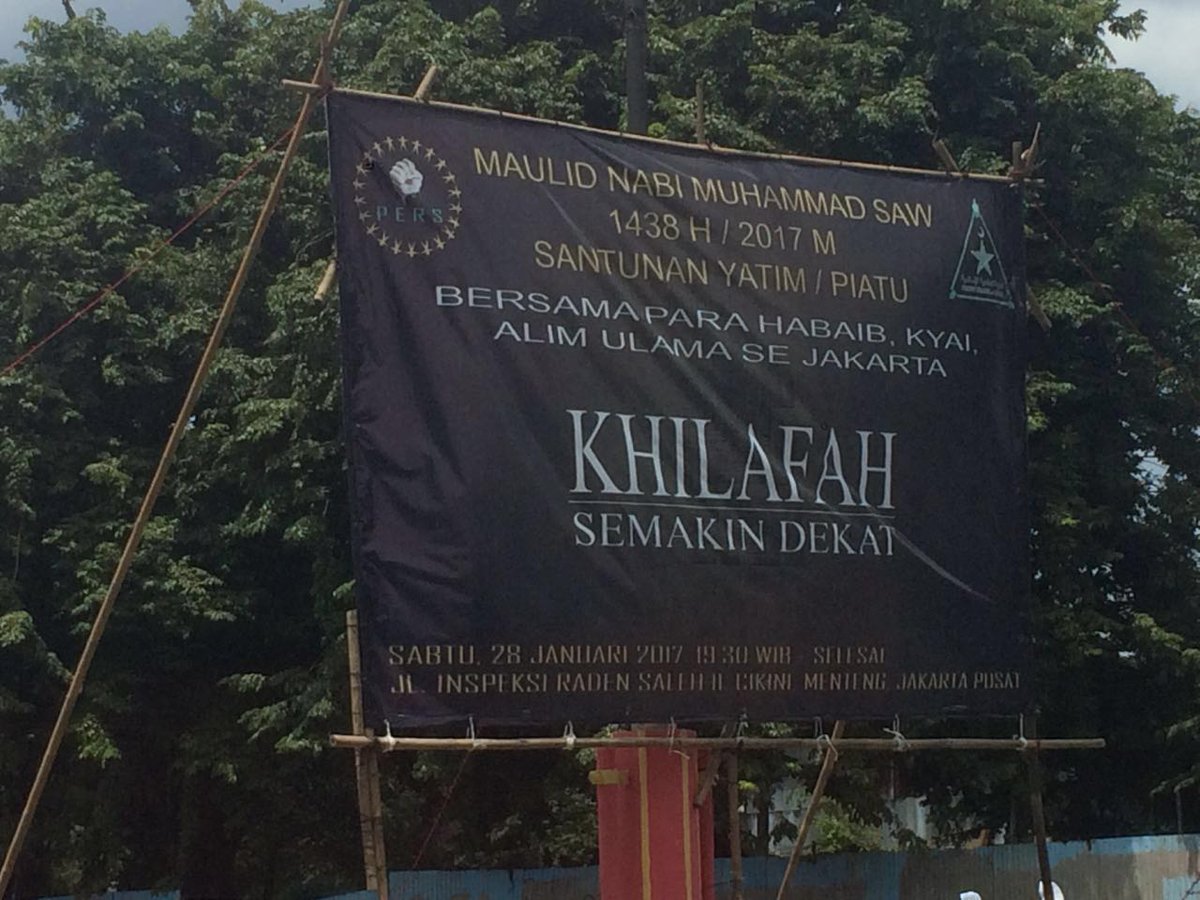 PERS
MAULID NABI MUHAMMAD SAW
1438 H / 2017 M
SANTUNAN YATIM / PIATU
BERSAMA PARA HABAIB, KYAI,
ALIM ULAMA SE JAKARTA
KHILAFAH
SEMAKIN DEKAT
SABTU, 28 JANUARI 2017 19.30 WIB - SELESAI
JL. INSPEKSI RADEN SALEH II CIKINI MENTENG JAKARTA PUSAT